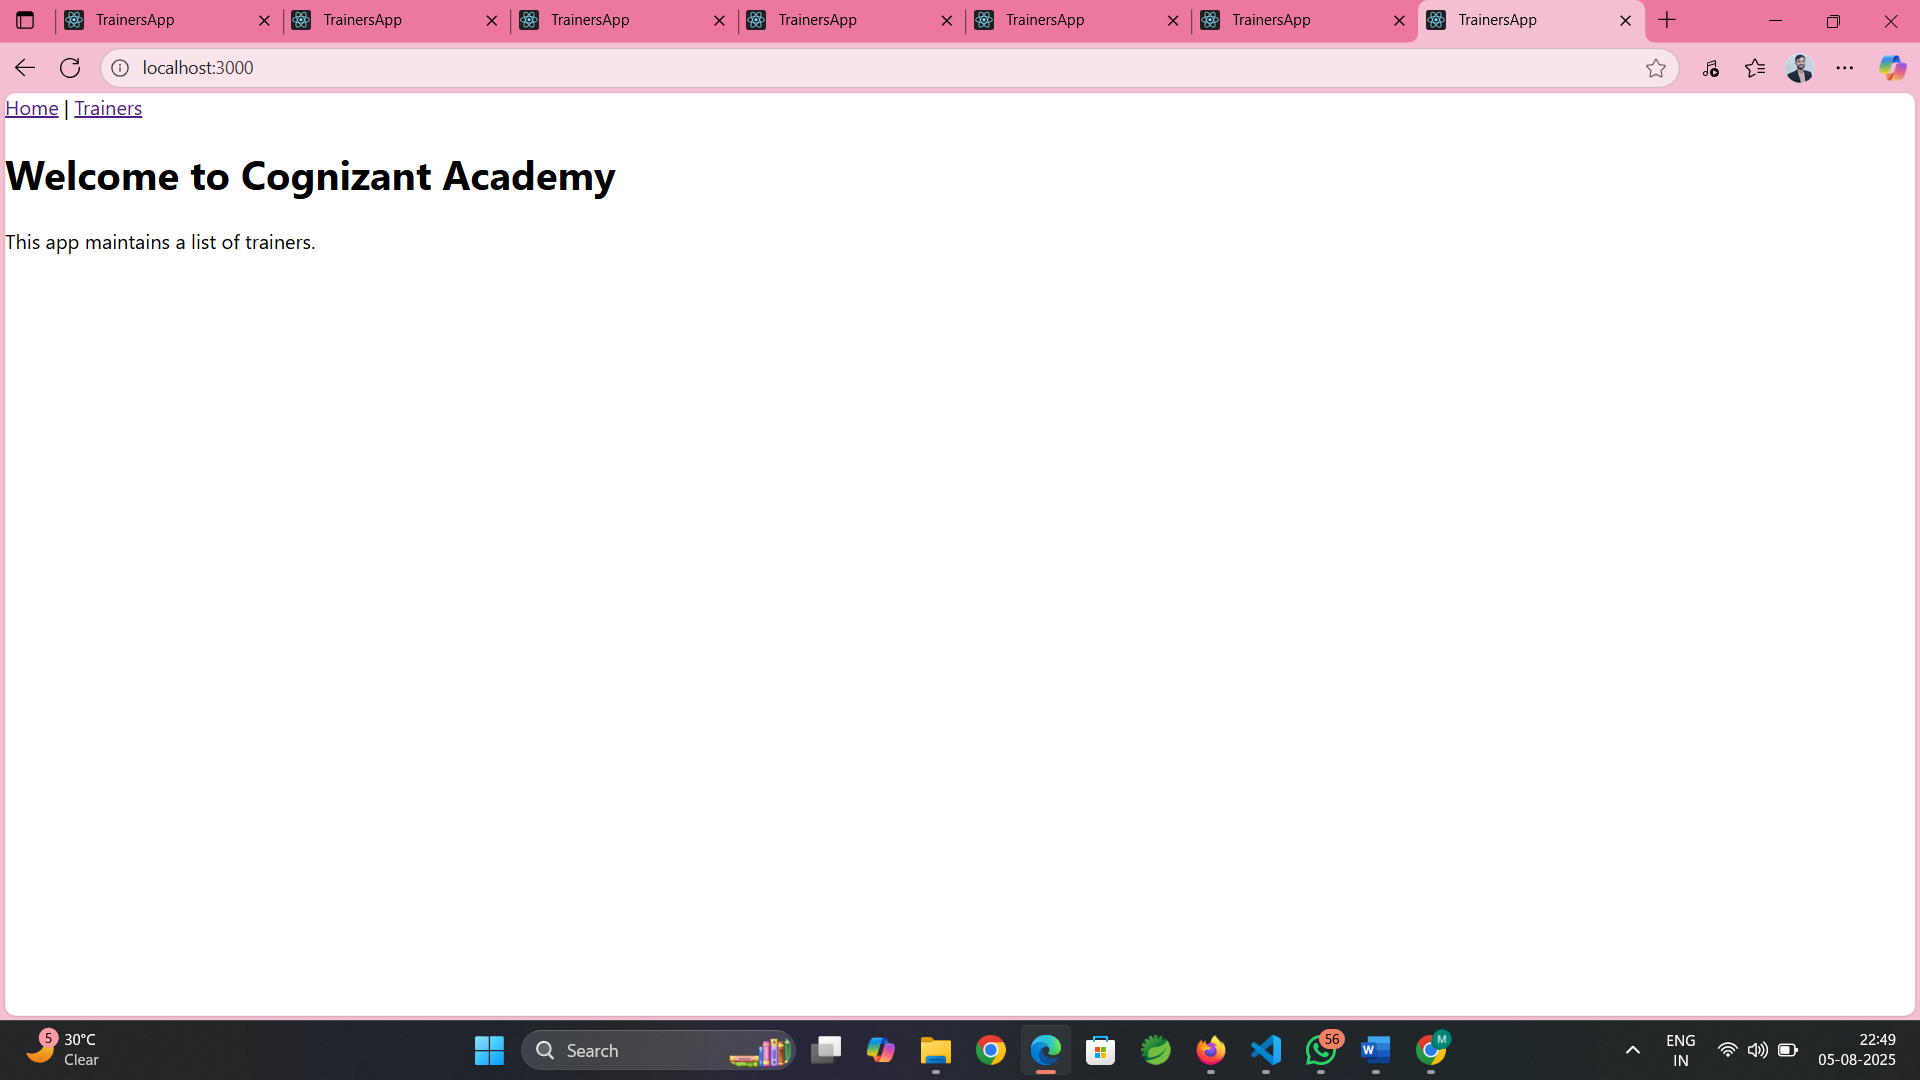 TrainersApp TrainersApp TrainersApp TrainersApp TrainersApp TrainersApp TrainersApp
localhost:3000
Home | Trainers
Welcome to Cognizant Academy
This app maintains a list of trainers.
5
30°C
Clear
Search
W
56
M
ENG
IN
22:49
05-08-2025